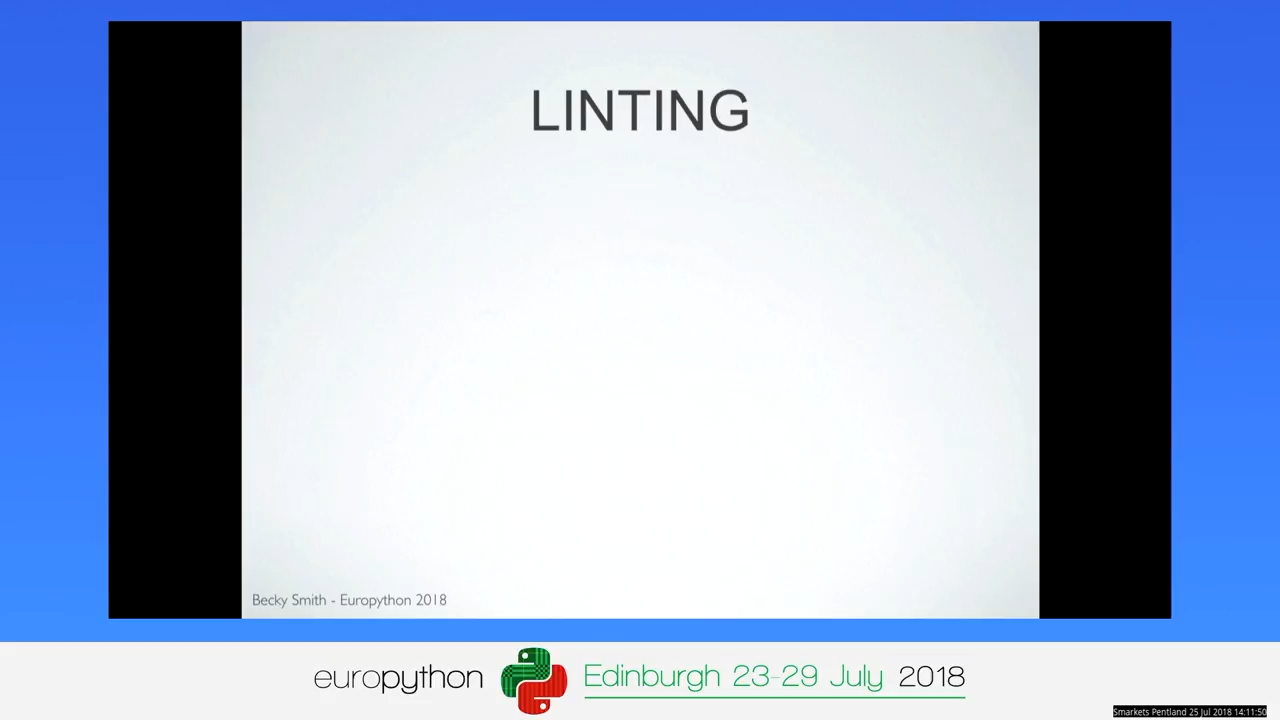 LINTING
Becky Smith - Europython 2018
europython Edinburgh 23-29 July 2018
Smarkets Pentland 25 Jul 2018 14:11:50